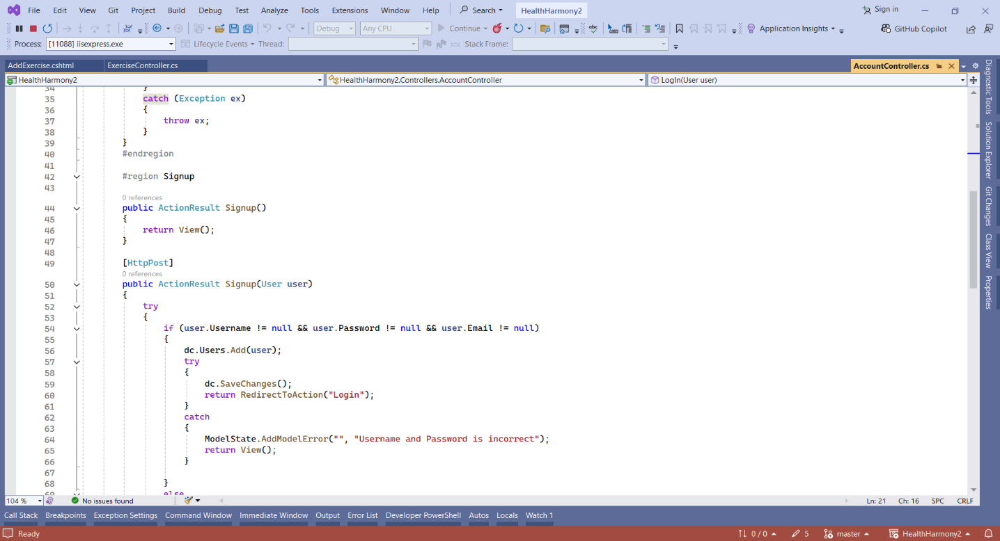 File Edit View Git Project Build Debug Test Analyze Tools Extensions Window Help Search HealthHarmony2 Sign in
Debug Any CPU Continue Application Insights GitHub Copilot
Process: [11088] iisexpress.exe Lifecycle Events Thread: Stack Frame:
AddExercise.cshtml ExerciseController.cs AccountController.cs
HealthHarmony2 HealthHarmony2.Controllers.AccountController LogIn(User user)
34 }
35 catch (Exception ex)
36 {
37 throw ex;
38 }
39 }
40 #endregion
41
42 #region Signup
43
0 references
44 public ActionResult Signup()
45 {
46 return View();
47 }
48
49 [HttpPost]
0 references
50 public ActionResult Signup(User user)
51 {
52 try
53 {
54 if (user.Username != null && user.Password != null && user.Email != null)
55 {
56 dc.Users.Add(user);
57 try
58 {
59 dc.SaveChanges();
60 return RedirectToAction("Login");
61 }
62 catch
63 {
64 ModelState.AddModelError("", "Username and Password is incorrect");
65 return View();
66 }
67
68 }
69 else
104 % No issues found Ln: 21 Ch: 16 SPC CRLF
Call Stack Breakpoints Exception Settings Command Window Immediate Window Output Error List Developer PowerShell Autos Locals Watch 1
Ready 0 / 0 5 master HealthHarmony2
Diagnostic Tools
Solution Explorer
Git Changes
Class View
Properties